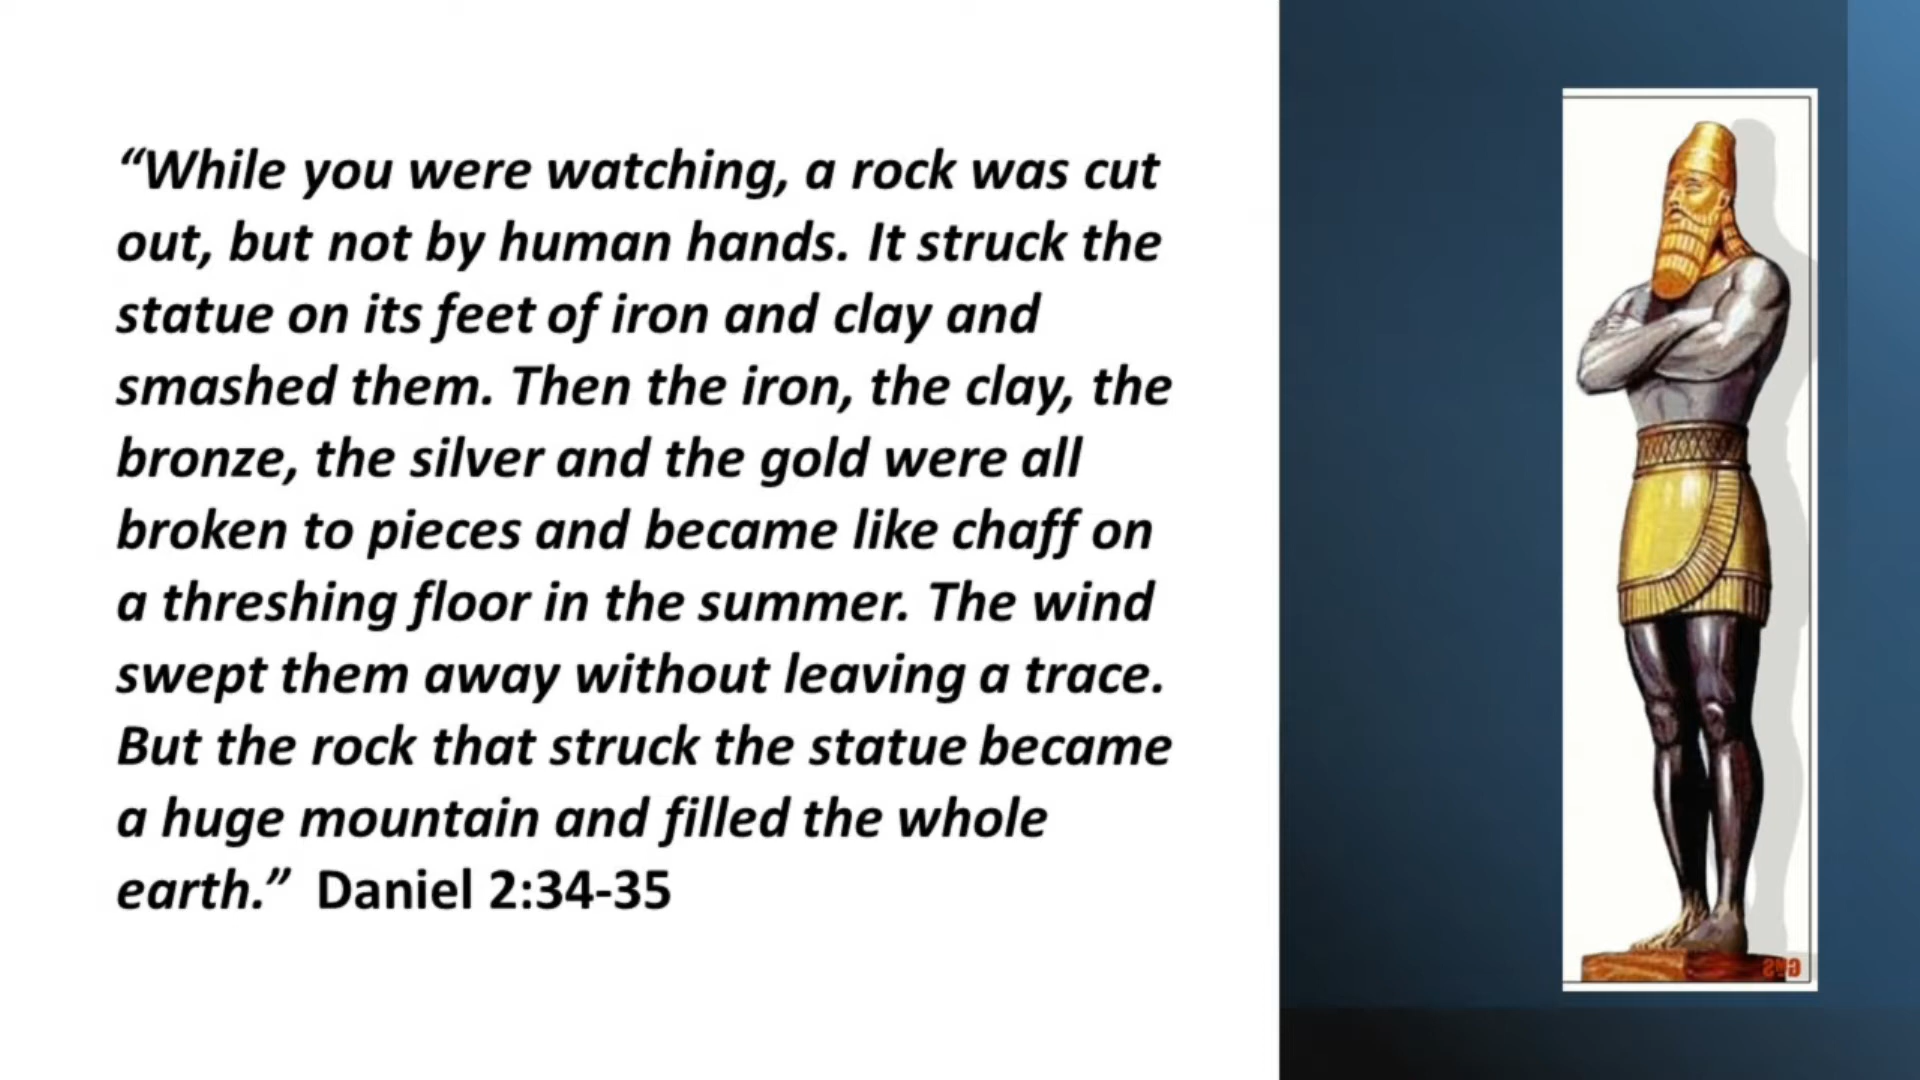 “While you were watching, a rock was cut
out, but not by human hands. It struck the
statue on its feet of iron and clay and
smashed them. Then the iron, the clay, the
bronze, the silver and the gold were all
broken to pieces and became like chaff on
a threshing floor in the summer. The wind
swept them away without leaving a trace.
But the rock that struck the statue became
a huge mountain and filled the whole
earth.” Daniel 2:34-35